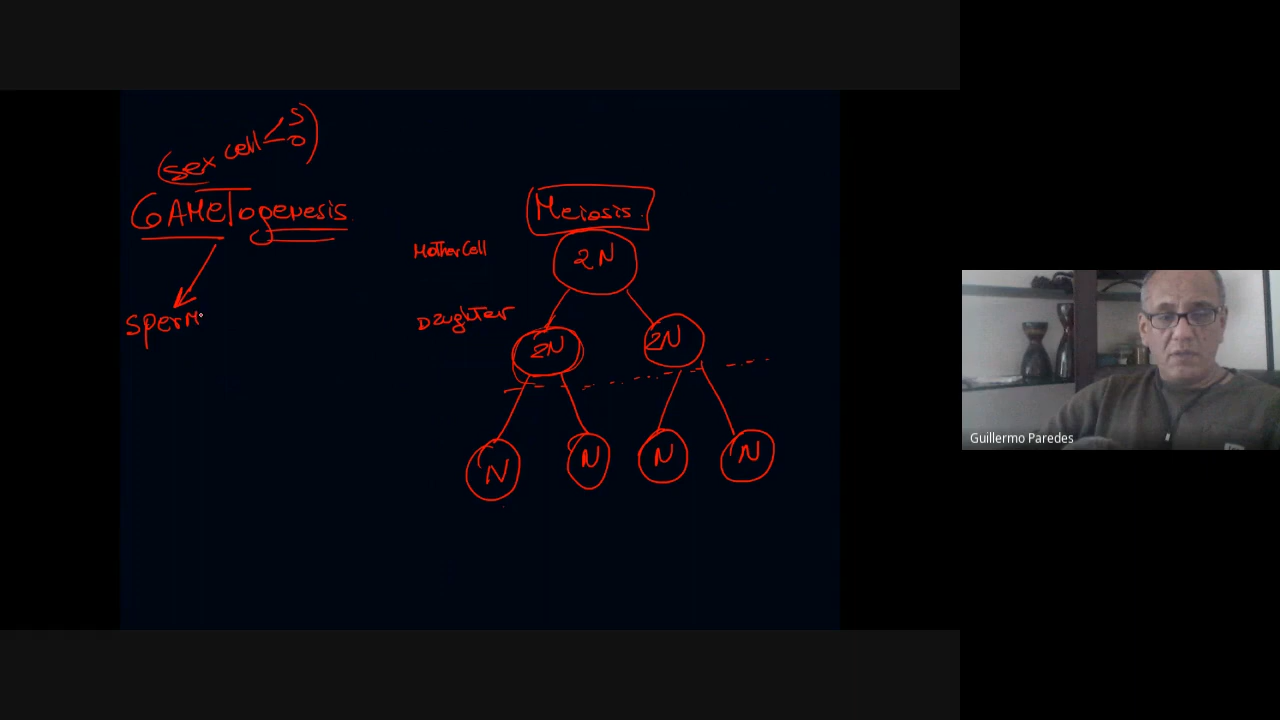 (sex cell < S
O)
GAMETogenesis
sperM
Meiosis
Mother Cell
2N
Daughter
2N 2N
N N N N
Guillermo Paredes